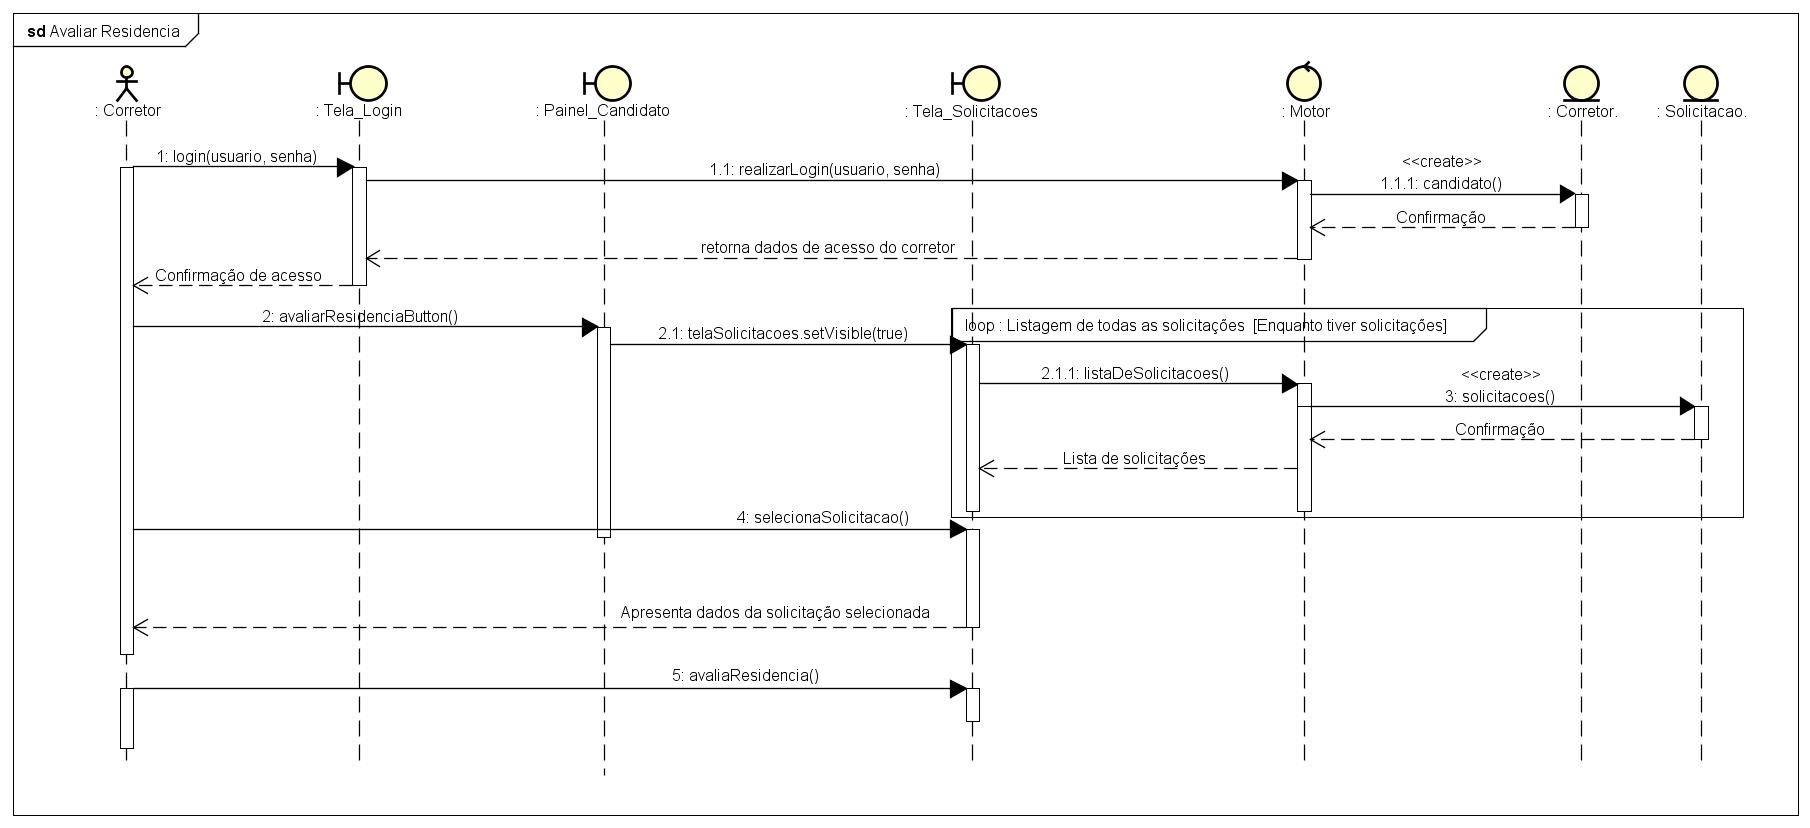 sd Avaliar Residencia
: Corretor
: Tela_Login
: Painel_Candidato
: Tela_Solicitacoes
: Motor
: Corretor.
: Solicitacao.
1: login(usuario, senha)
1.1: realizarLogin(usuario, senha)
<<create>>
1.1.1: candidato()
Confirmação
retorna dados de acesso do corretor
Confirmação de acesso
2: avaliarResidenciaButton()
loop : Listagem de todas as solicitações [Enquanto tiver solicitações]
2.1: telaSolicitacoes.setVisible(true)
2.1.1: listaDeSolicitacoes()
<<create>>
3: solicitacoes()
Confirmação
Lista de solicitações
4: selecionaSolicitacao()
Apresenta dados da solicitação selecionada
5: avaliaResidencia()